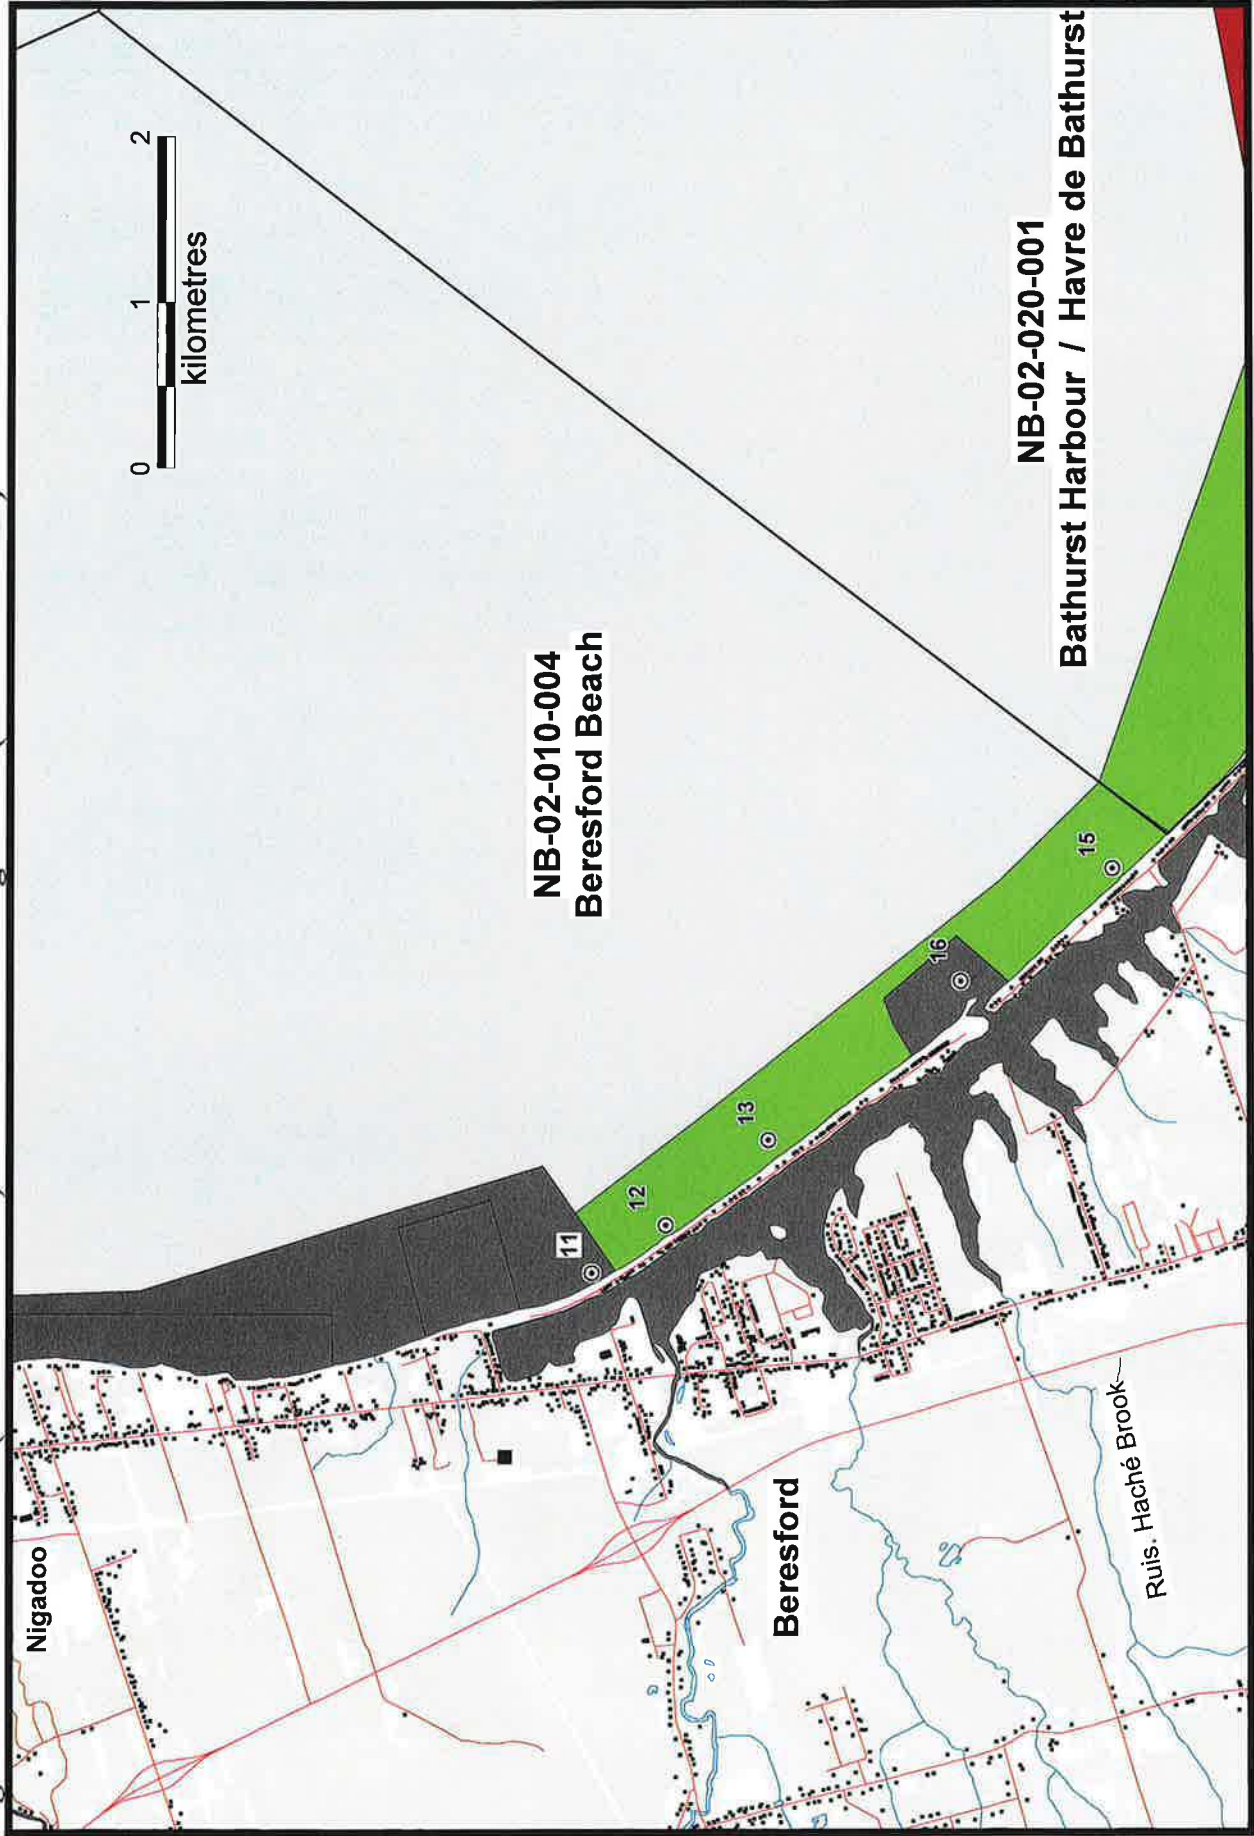 0 1 2
kilometres
NB-02-010-004
Beresford Beach
NB-02-020-001
Bathurst Harbour / Havre de Bathurst
11
12
13
16
15
Nigadoo
Beresford
Ruis. Haché Brook